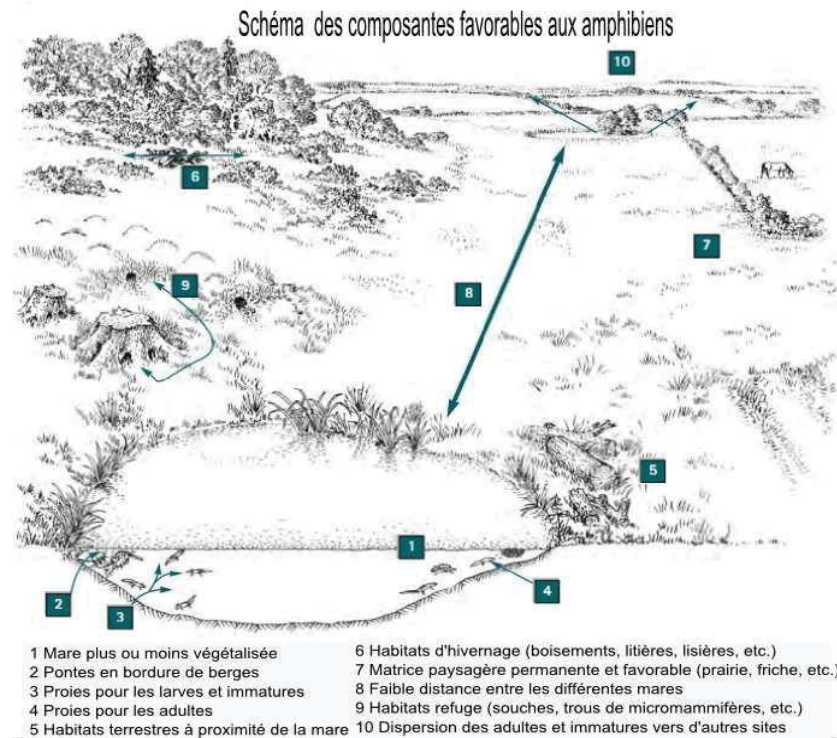 Schéma des composantes favorables aux amphibiens
10
6
7
9
8
5
1
2
3
4
1 Mare plus ou moins végétalisée
2 Pontes en bordure de berges
3 Proies pour les larves et immatures
4 Proies pour les adultes
5 Habitats terrestres à proximité de la mare
6 Habitats d'hivernage (boisements, litières, lisières, etc.)
7 Matrice paysagère permanente et favorable (prairie, friche, etc.)
8 Faible distance entre les différentes mares
9 Habitats refuge (souches, trous de micromammifères, etc.)
10 Dispersion des adultes et immatures vers d'autres sites